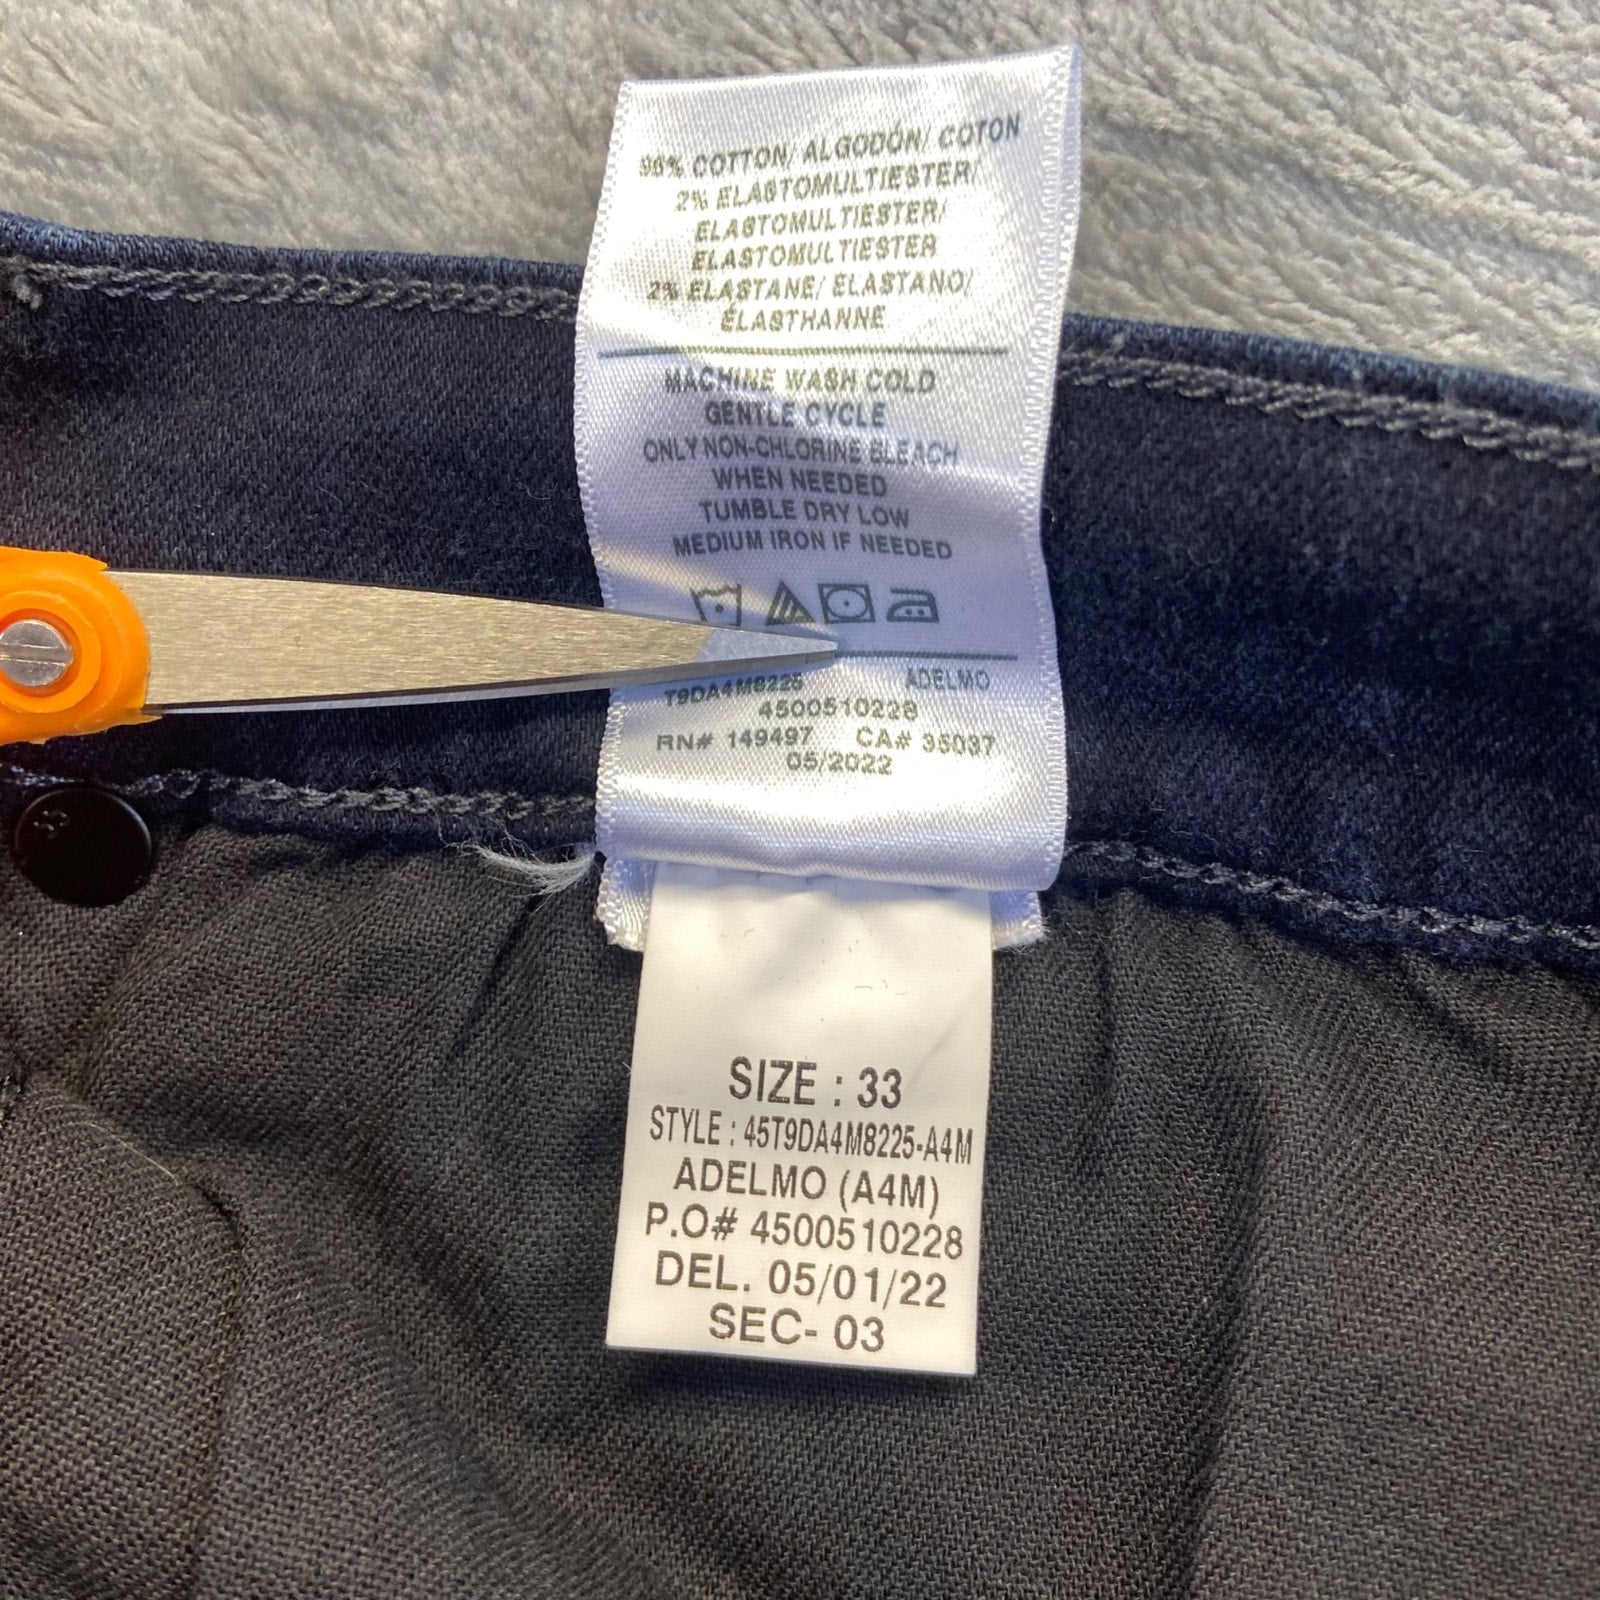 96% COTTON/ ALGODÓN/ COTON
2% ELASTOMULTIESTER/
ELASTOMULTIESTER/
ELASTOMULTIESTER
2% ELASTANE/ ELASTANO/
ÉLASTHANNE
MACHINE WASH COLD
GENTLE CYCLE
ONLY NON-CHLORINE BLEACH
WHEN NEEDED
TUMBLE DRY LOW
MEDIUM IRON IF NEEDED
T9DA4M8225 ADELMO
4500510228
RN# 149497 CA# 35037
05/2022
SIZE : 33
STYLE : 45T9DA4M8225-A4M
ADELMO (A4M)
P.O# 4500510228
DEL. 05/01/22
SEC- 03